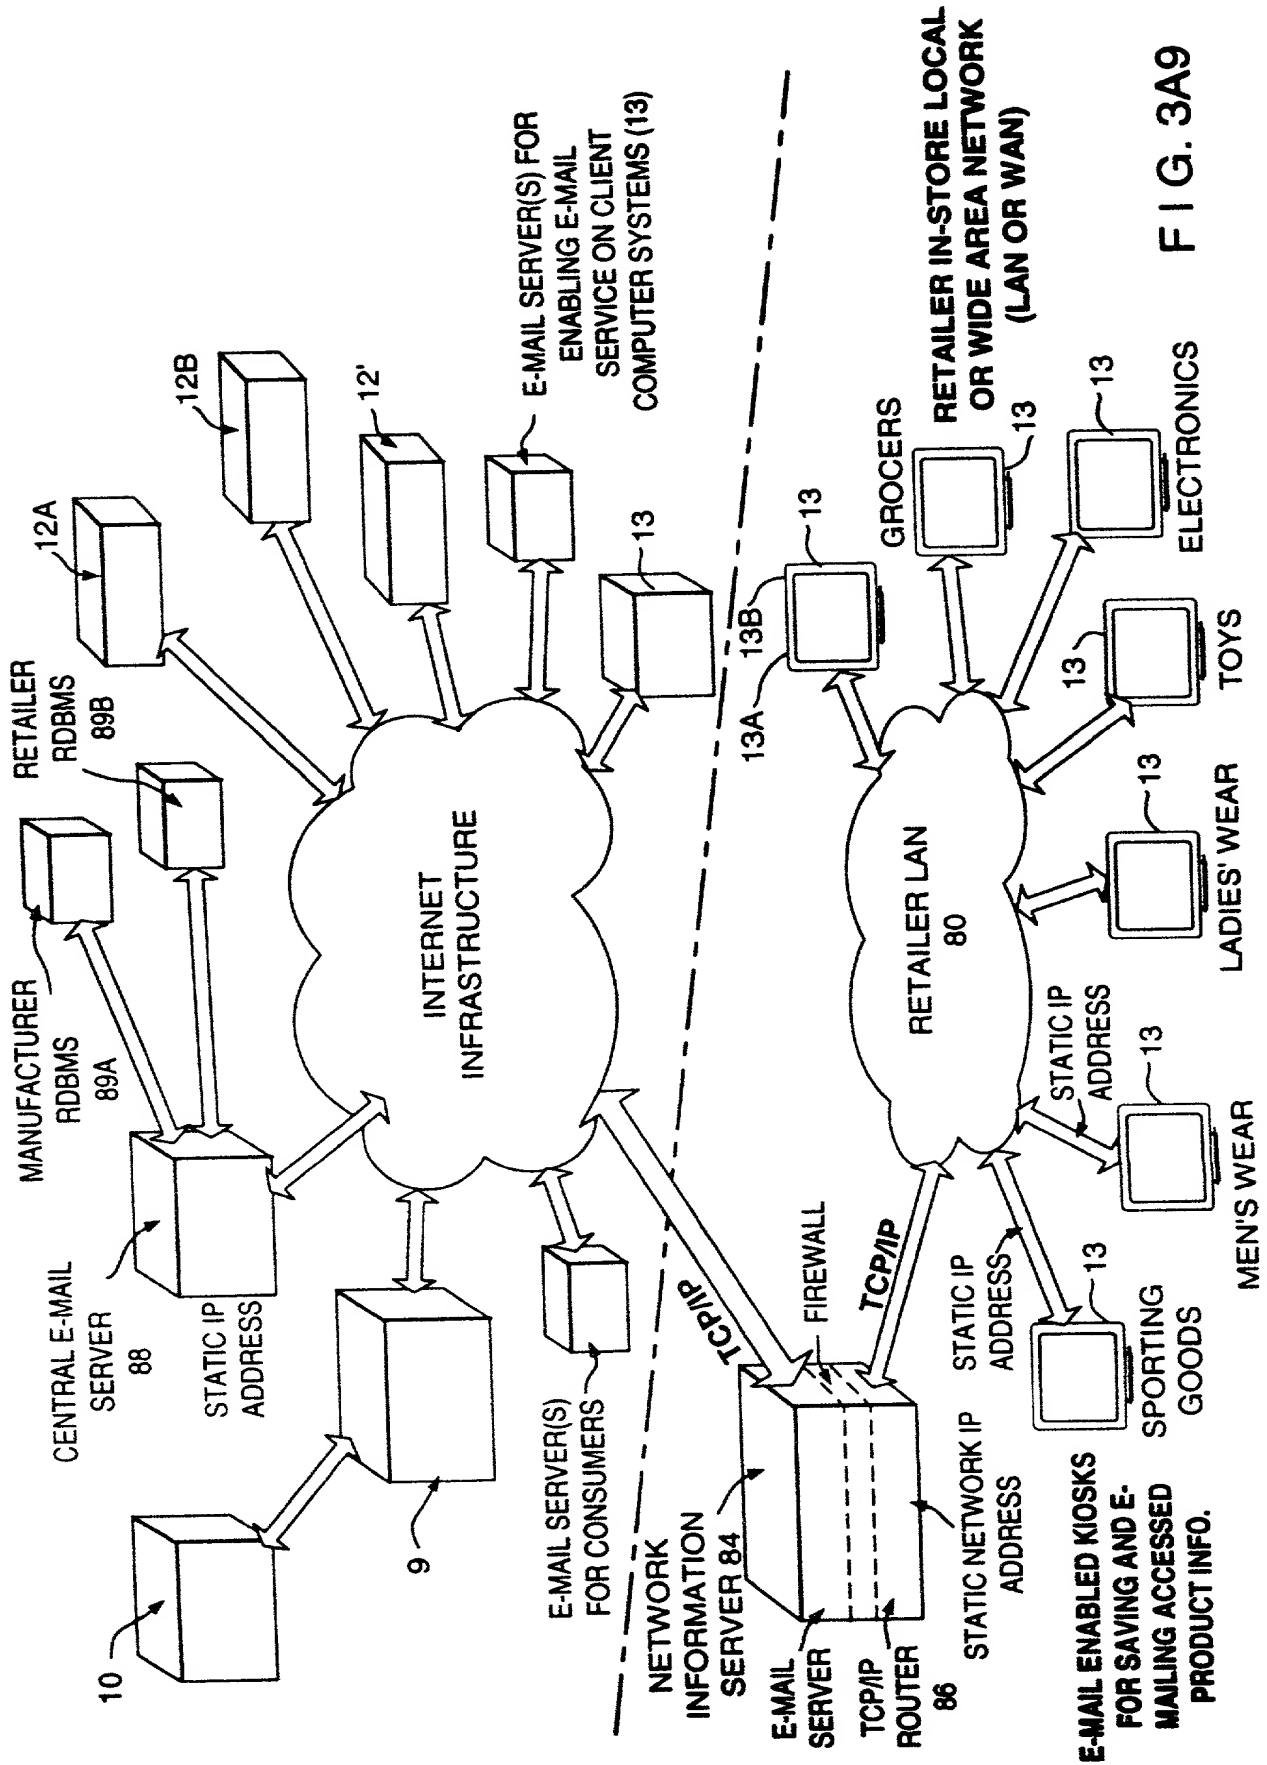 10
9
CENTRAL E-MAIL
SERVER
88
STATIC IP
ADDRESS
MANUFACTURER
RDBMS
89A
RETAILER
RDBMS
89B
12A
12B
12'
E-MAIL SERVER(S) FOR
ENABLING E-MAIL
SERVICE ON CLIENT
COMPUTER SYSTEMS (13)
13
INTERNET
INFRASTRUCTURE
E-MAIL SERVER(S)
FOR CONSUMERS
NETWORK
INFORMATION
SERVER 84
E-MAIL
SERVER
TCP/IP
ROUTER
86
STATIC NETWORK IP
ADDRESS
TCP/IP
FIREWALL
TCP/IP
RETAILER LAN
80
13A
13B
13
GROCERS
13
RETAILER IN-STORE LOCAL
OR WIDE AREA NETWORK
(LAN OR WAN)
13
ELECTRONICS
13
TOYS
13
LADIES' WEAR
STATIC IP
ADDRESS
13
MEN'S WEAR
STATIC IP
ADDRESS
13
SPORTING
GOODS
E-MAIL ENABLED KIOSKS
FOR SAVING AND E-
MAILING ACCESSED
PRODUCT INFO.
FIG. 3A9